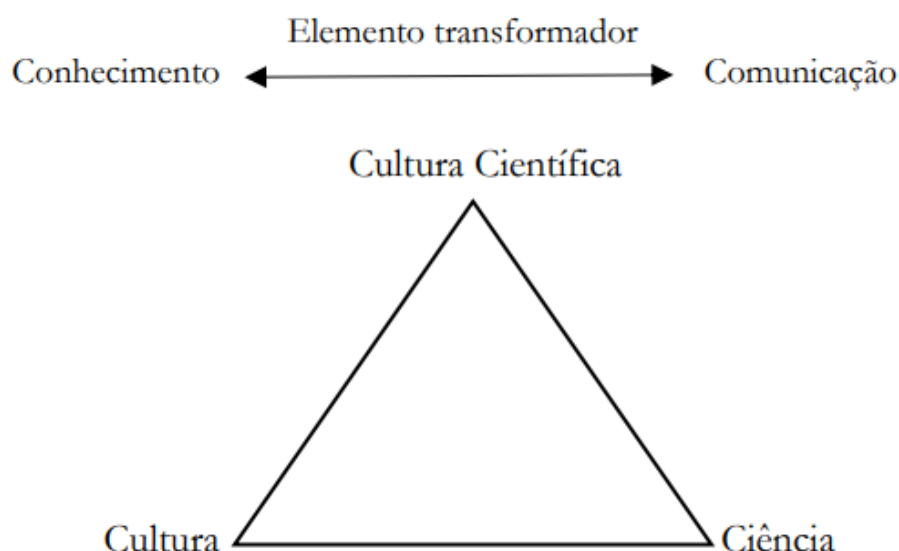 Elemento transformador
Conhecimento Comunicação
Cultura Científica
Cultura Ciência